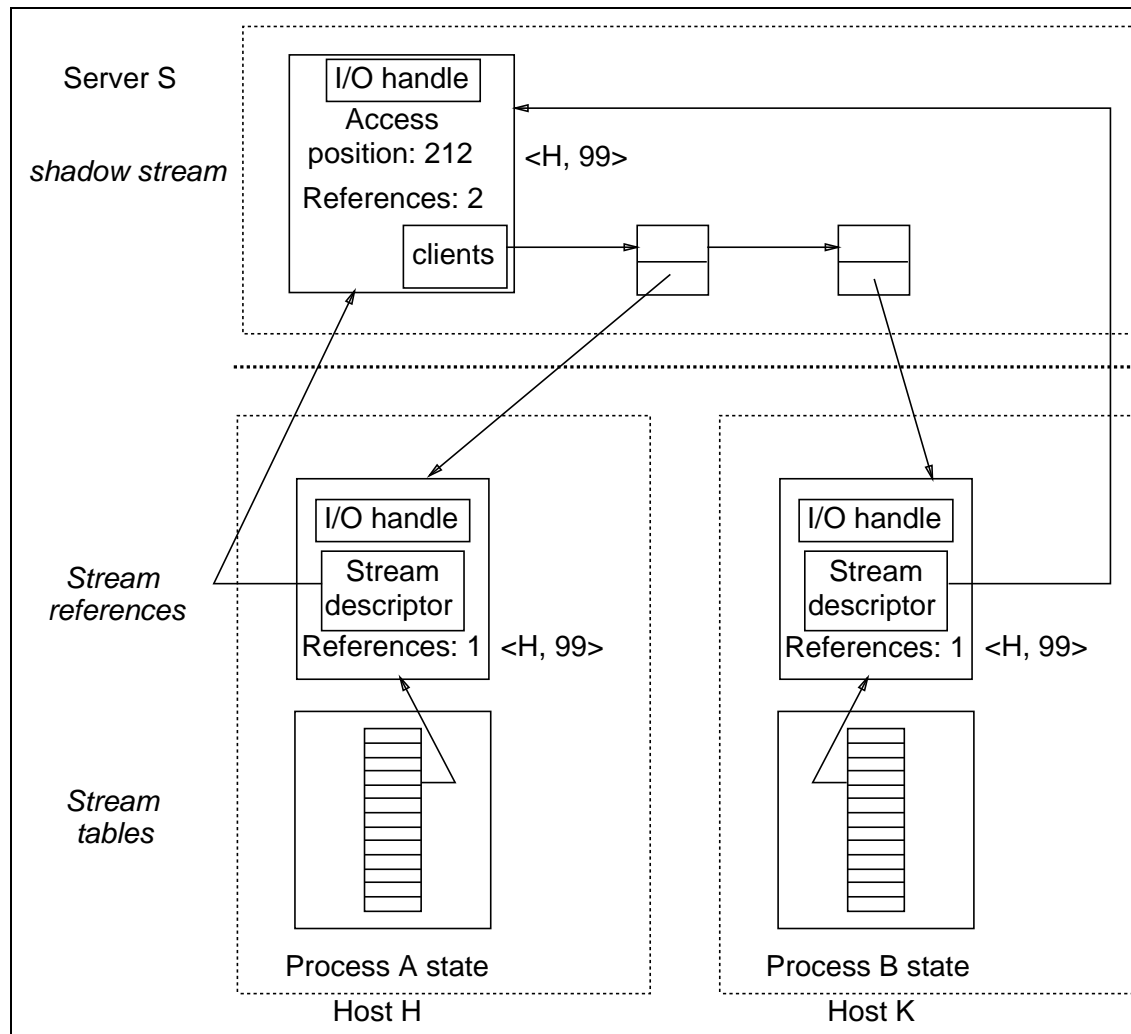 Server S
shadow stream
I/O handle
Access
position: 212
References: 2
<H, 99>
clients
Stream
references
I/O handle
Stream
descriptor
References: 1
<H, 99>
I/O handle
Stream
descriptor
References: 1
<H, 99>
Stream
tables
Process A state
Host H
Process B state
Host K